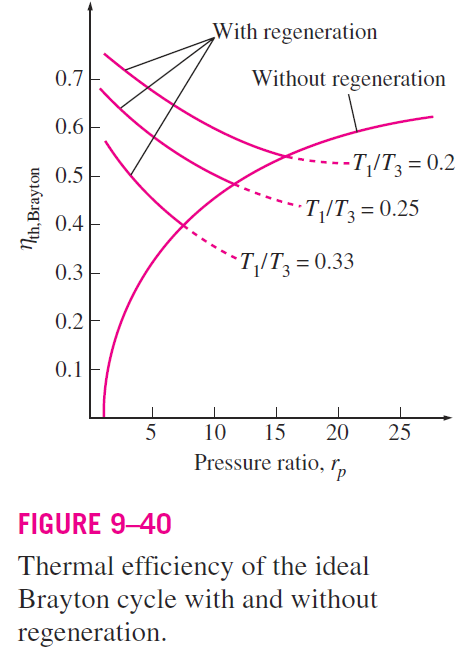 With regeneration
Without regeneration
0.7
0.6
0.5
0.4
0.3
0.2
0.1
ηth,Brayton
T1/T3 = 0.2
T1/T3 = 0.25
T1/T3 = 0.33
5 10 15 20 25
Pressure ratio, rp
FIGURE 9–40
Thermal efficiency of the ideal
Brayton cycle with and without
regeneration.